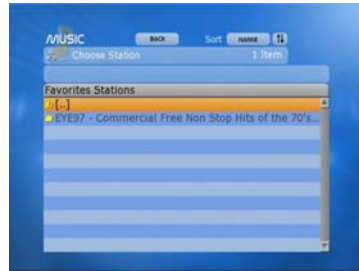 MUSIC BACK Sort NAME
Choose Station 1 Item
Favorites Stations
[..]
EYE97 - Commercial Free Non Stop Hits of the 70's...